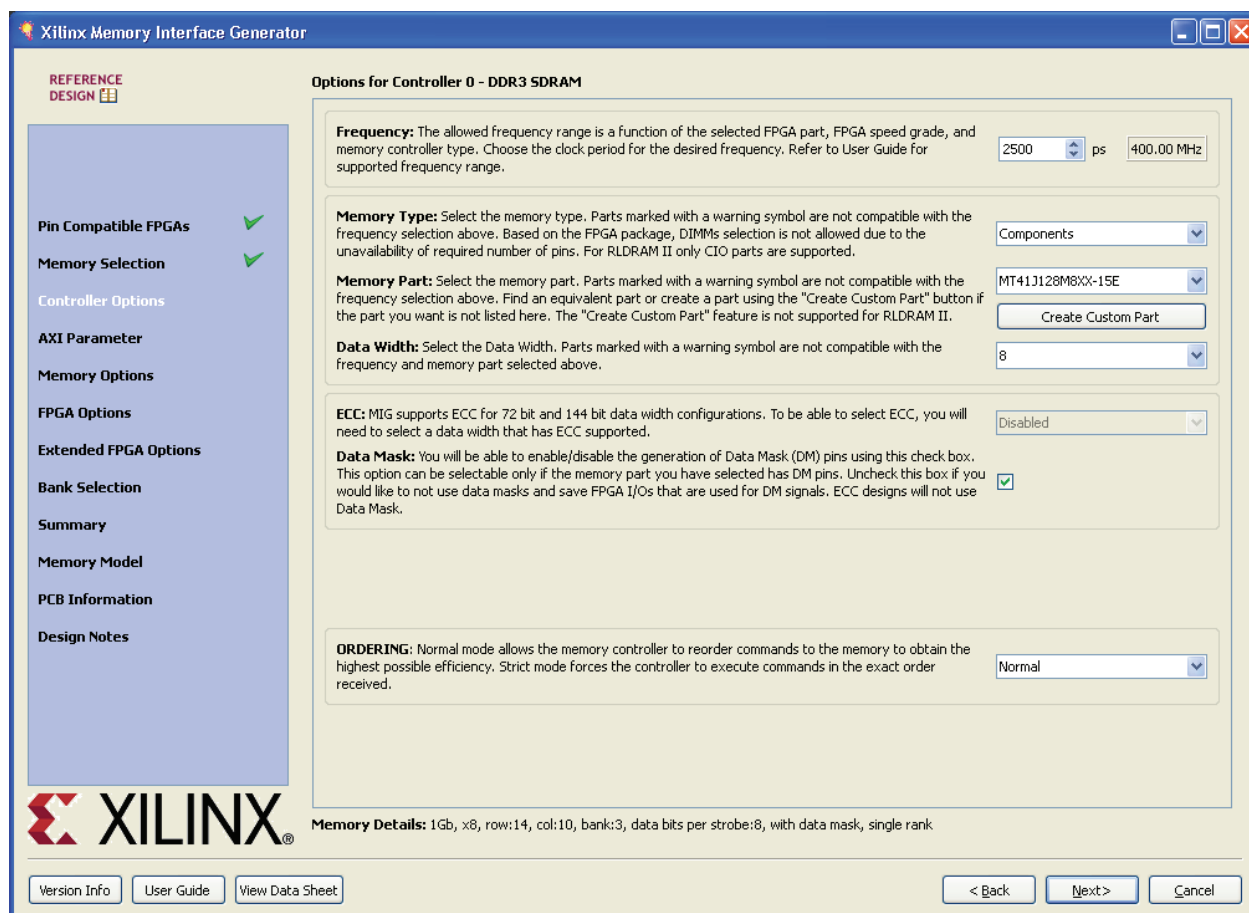 Xilinx Memory Interface Generator
REFERENCE
DESIGN
Pin Compatible FPGAs
Memory Selection
Controller Options
AXI Parameter
Memory Options
FPGA Options
Extended FPGA Options
Bank Selection
Summary
Memory Model
PCB Information
Design Notes
XILINX®
Options for Controller 0 - DDR3 SDRAM
Frequency: The allowed frequency range is a function of the selected FPGA part, FPGA speed grade, and
memory controller type. Choose the clock period for the desired frequency. Refer to User Guide for
supported frequency range.
2500 ps 400.00 MHz
Memory Type: Select the memory type. Parts marked with a warning symbol are not compatible with the
frequency selection above. Based on the FPGA package, DIMMs selection is not allowed due to the
unavailability of required number of pins. For RLDRAM II only CIO parts are supported.
Components
Memory Part: Select the memory part. Parts marked with a warning symbol are not compatible with the
frequency selection above. Find an equivalent part or create a part using the "Create Custom Part" button if
the part you want is not listed here. The "Create Custom Part" feature is not supported for RLDRAM II.
MT41J128M8XX-15E
Create Custom Part
Data Width: Select the Data Width. Parts marked with a warning symbol are not compatible with the
frequency and memory part selected above.
8
ECC: MIG supports ECC for 72 bit and 144 bit data width configurations. To be able to select ECC, you will
need to select a data width that has ECC supported.
Disabled
Data Mask: You will be able to enable/disable the generation of Data Mask (DM) pins using this check box.
This option can be selectable only if the memory part you have selected has DM pins. Uncheck this box if you
would like to not use data masks and save FPGA I/Os that are used for DM signals. ECC designs will not use
Data Mask.
ORDERING: Normal mode allows the memory controller to reorder commands to the memory to obtain the
highest possible efficiency. Strict mode forces the controller to execute commands in the exact order
received.
Normal
Memory Details: 1Gb, x8, row:14, col:10, bank:3, data bits per strobe:8, with data mask, single rank
Version Info User Guide View Data Sheet < Back Next> Cancel